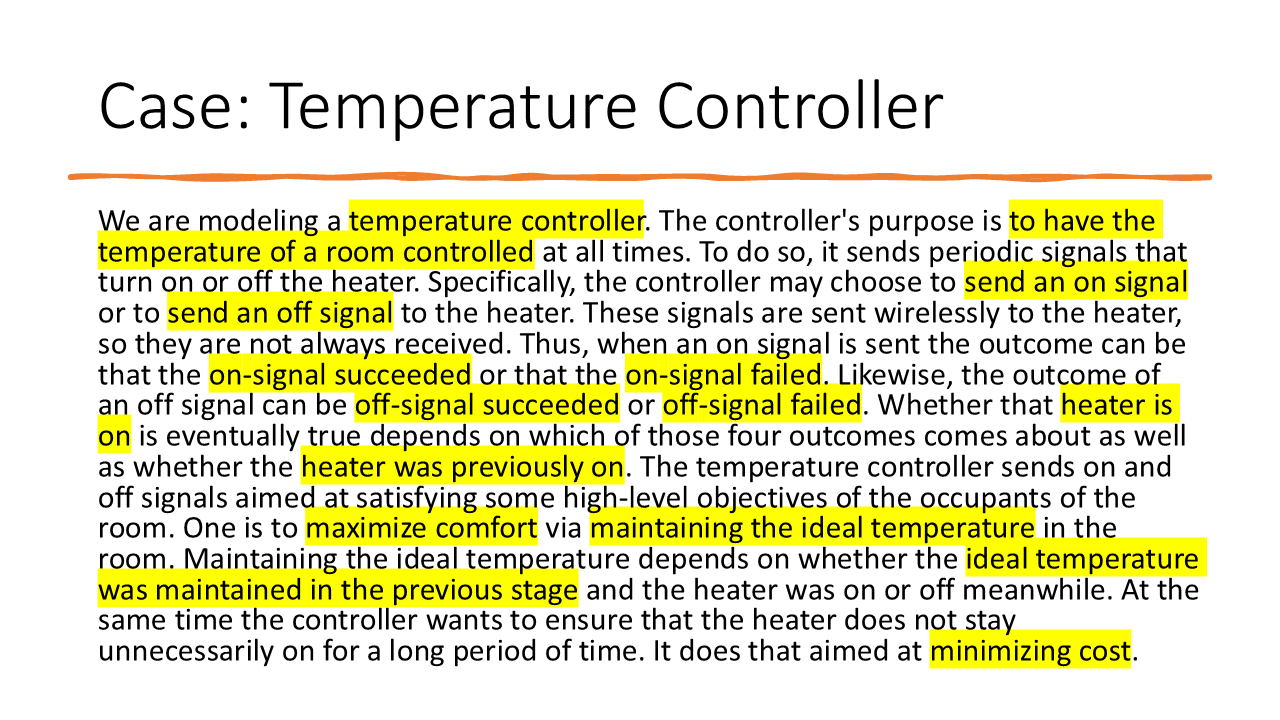 Case: Temperature Controller
We are modeling a temperature controller. The controller's purpose is to have the
temperature of a room controlled at all times. To do so, it sends periodic signals that
turn on or off the heater. Specifically, the controller may choose to send an on signal
or to send an off signal to the heater. These signals are sent wirelessly to the heater,
so they are not always received. Thus, when an on signal is sent the outcome can be
that the on-signal succeeded or that the on-signal failed. Likewise, the outcome of
an off signal can be off-signal succeeded or off-signal failed. Whether that heater is
on is eventually true depends on which of those four outcomes comes about as well
as whether the heater was previously on. The temperature controller sends on and
off signals aimed at satisfying some high-level objectives of the occupants of the
room. One is to maximize comfort via maintaining the ideal temperature in the
room. Maintaining the ideal temperature depends on whether the ideal temperature
was maintained in the previous stage and the heater was on or off meanwhile. At the
same time the controller wants to ensure that the heater does not stay
unnecessarily on for a long period of time. It does that aimed at minimizing cost.